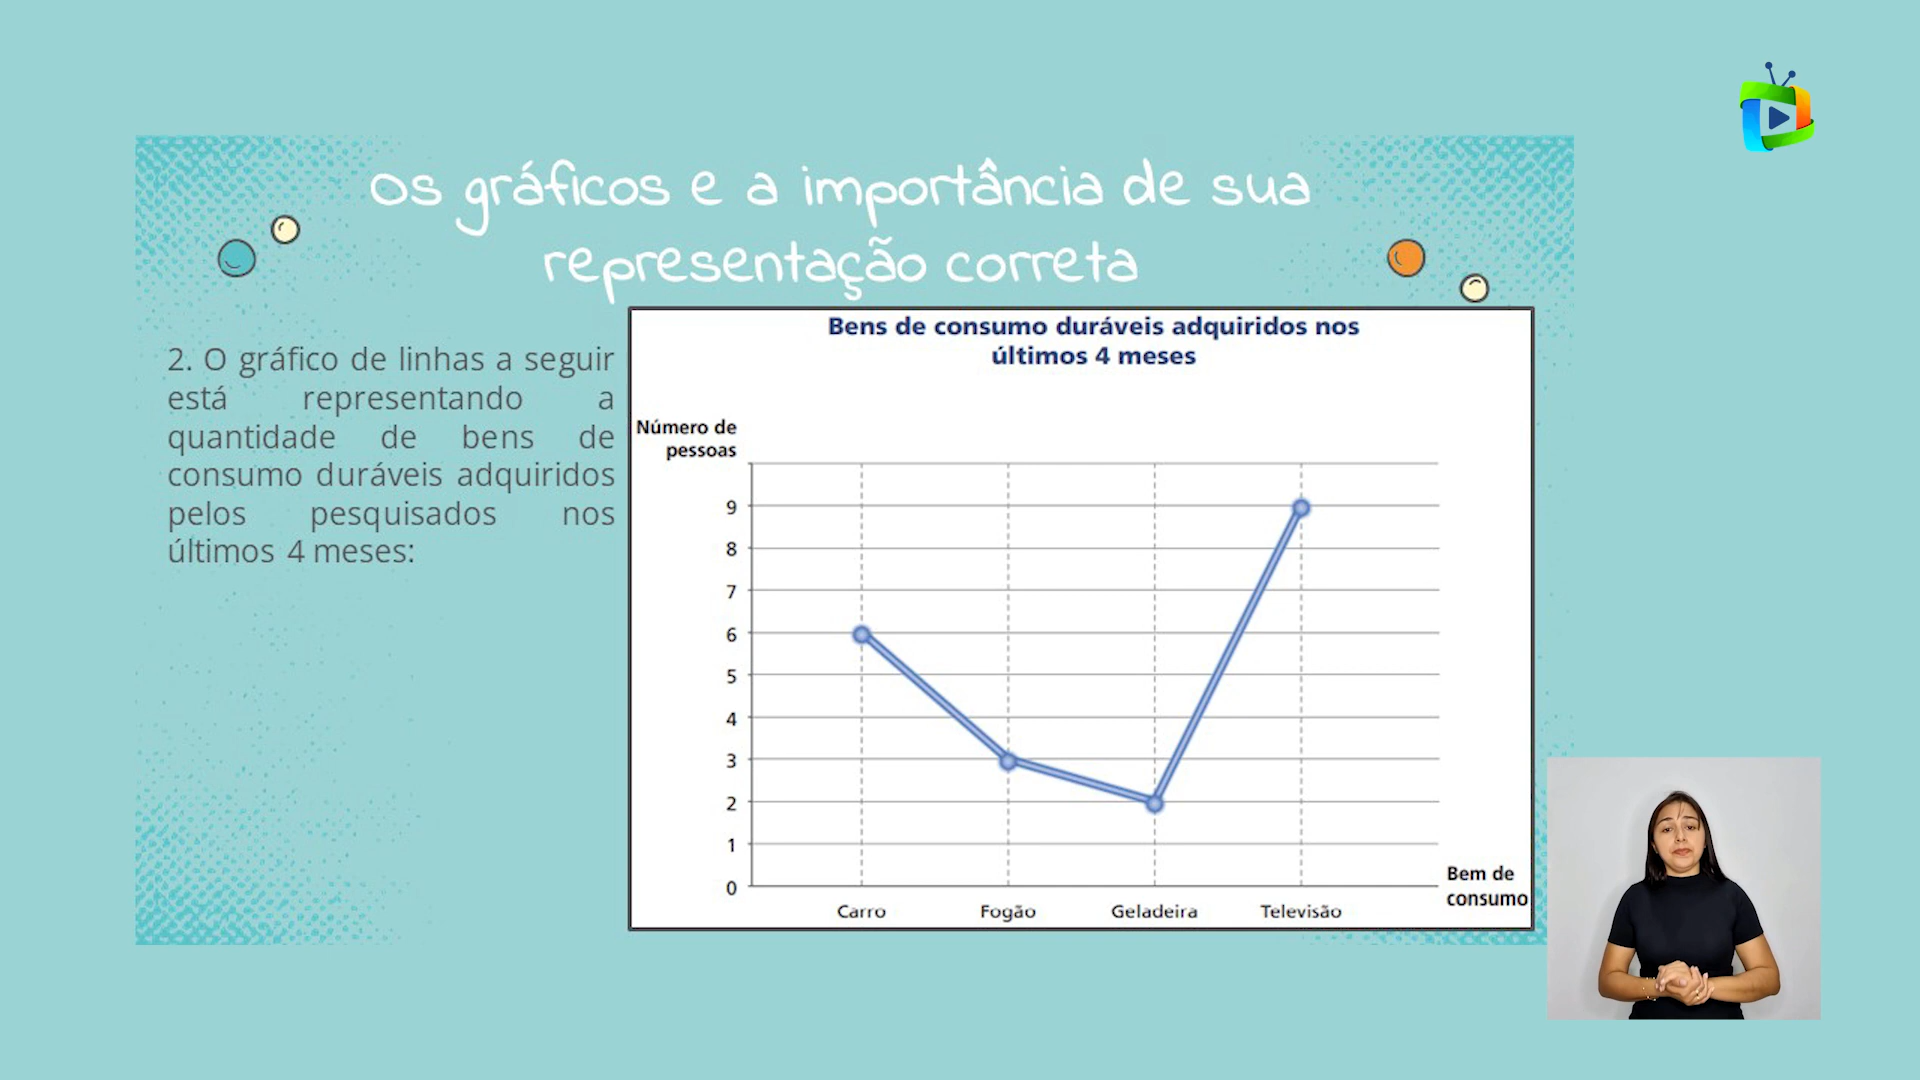 Os gráficos e a importância de sua
representação correta
2. O gráfico de linhas a seguir
está representando a
quantidade de bens de
consumo duráveis adquiridos
pelos pesquisados nos
últimos 4 meses:
Bens de consumo duráveis adquiridos nos
últimos 4 meses
Número de
pessoas
9
8
7
6
5
4
3
2
1
0
Carro Fogão Geladeira Televisão
Bem de
consumo